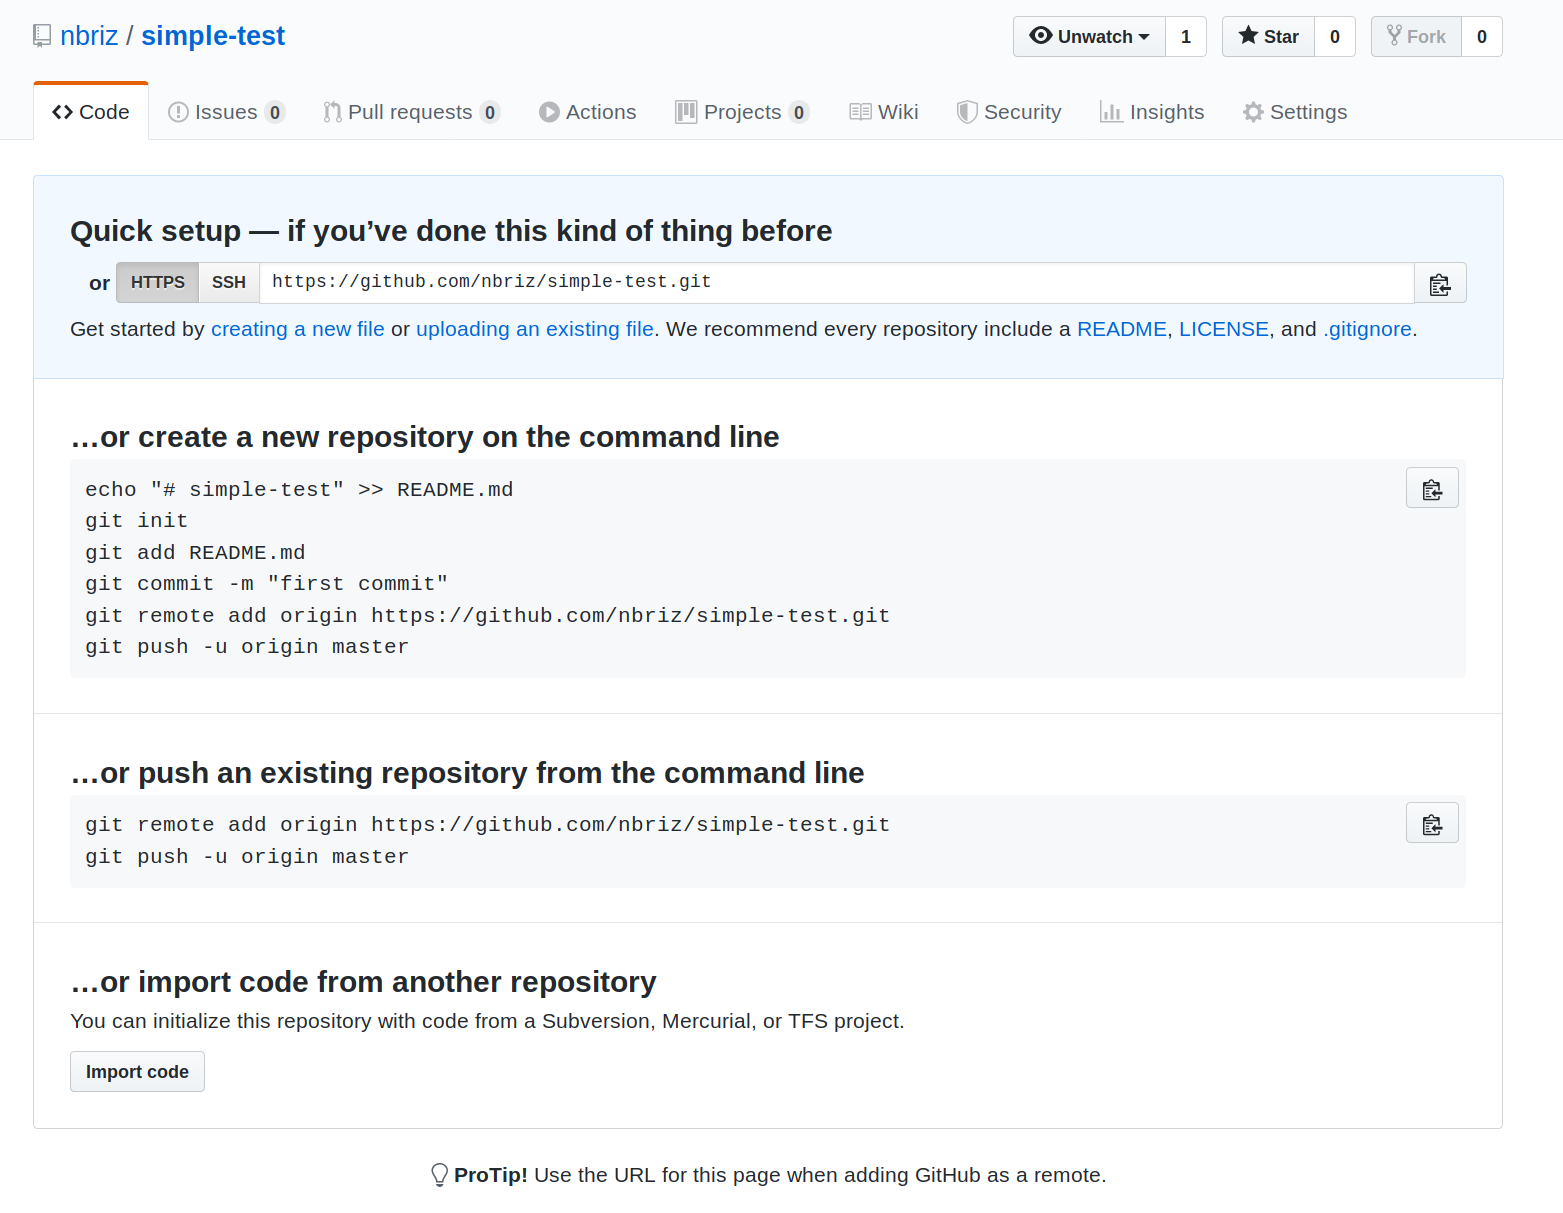 nbriz / simple-test
Unwatch 1 Star 0 Fork 0
Code Issues 0 Pull requests 0 Actions Projects 0 Wiki Security Insights Settings
Quick setup — if you’ve done this kind of thing before
or HTTPS SSH https://github.com/nbriz/simple-test.git
Get started by creating a new file or uploading an existing file. We recommend every repository include a README, LICENSE, and .gitignore.
…or create a new repository on the command line
echo "# simple-test" >> README.md
git init
git add README.md
git commit -m "first commit"
git remote add origin https://github.com/nbriz/simple-test.git
git push -u origin master
…or push an existing repository from the command line
git remote add origin https://github.com/nbriz/simple-test.git
git push -u origin master
…or import code from another repository
You can initialize this repository with code from a Subversion, Mercurial, or TFS project.
Import code
ProTip! Use the URL for this page when adding GitHub as a remote.